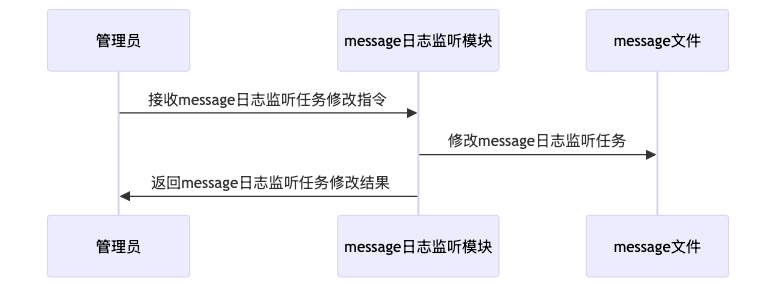 管理员
message日志监听模块
message文件
接收message日志监听任务修改指令
修改message日志监听任务
返回message日志监听任务修改结果
管理员
message日志监听模块
message文件